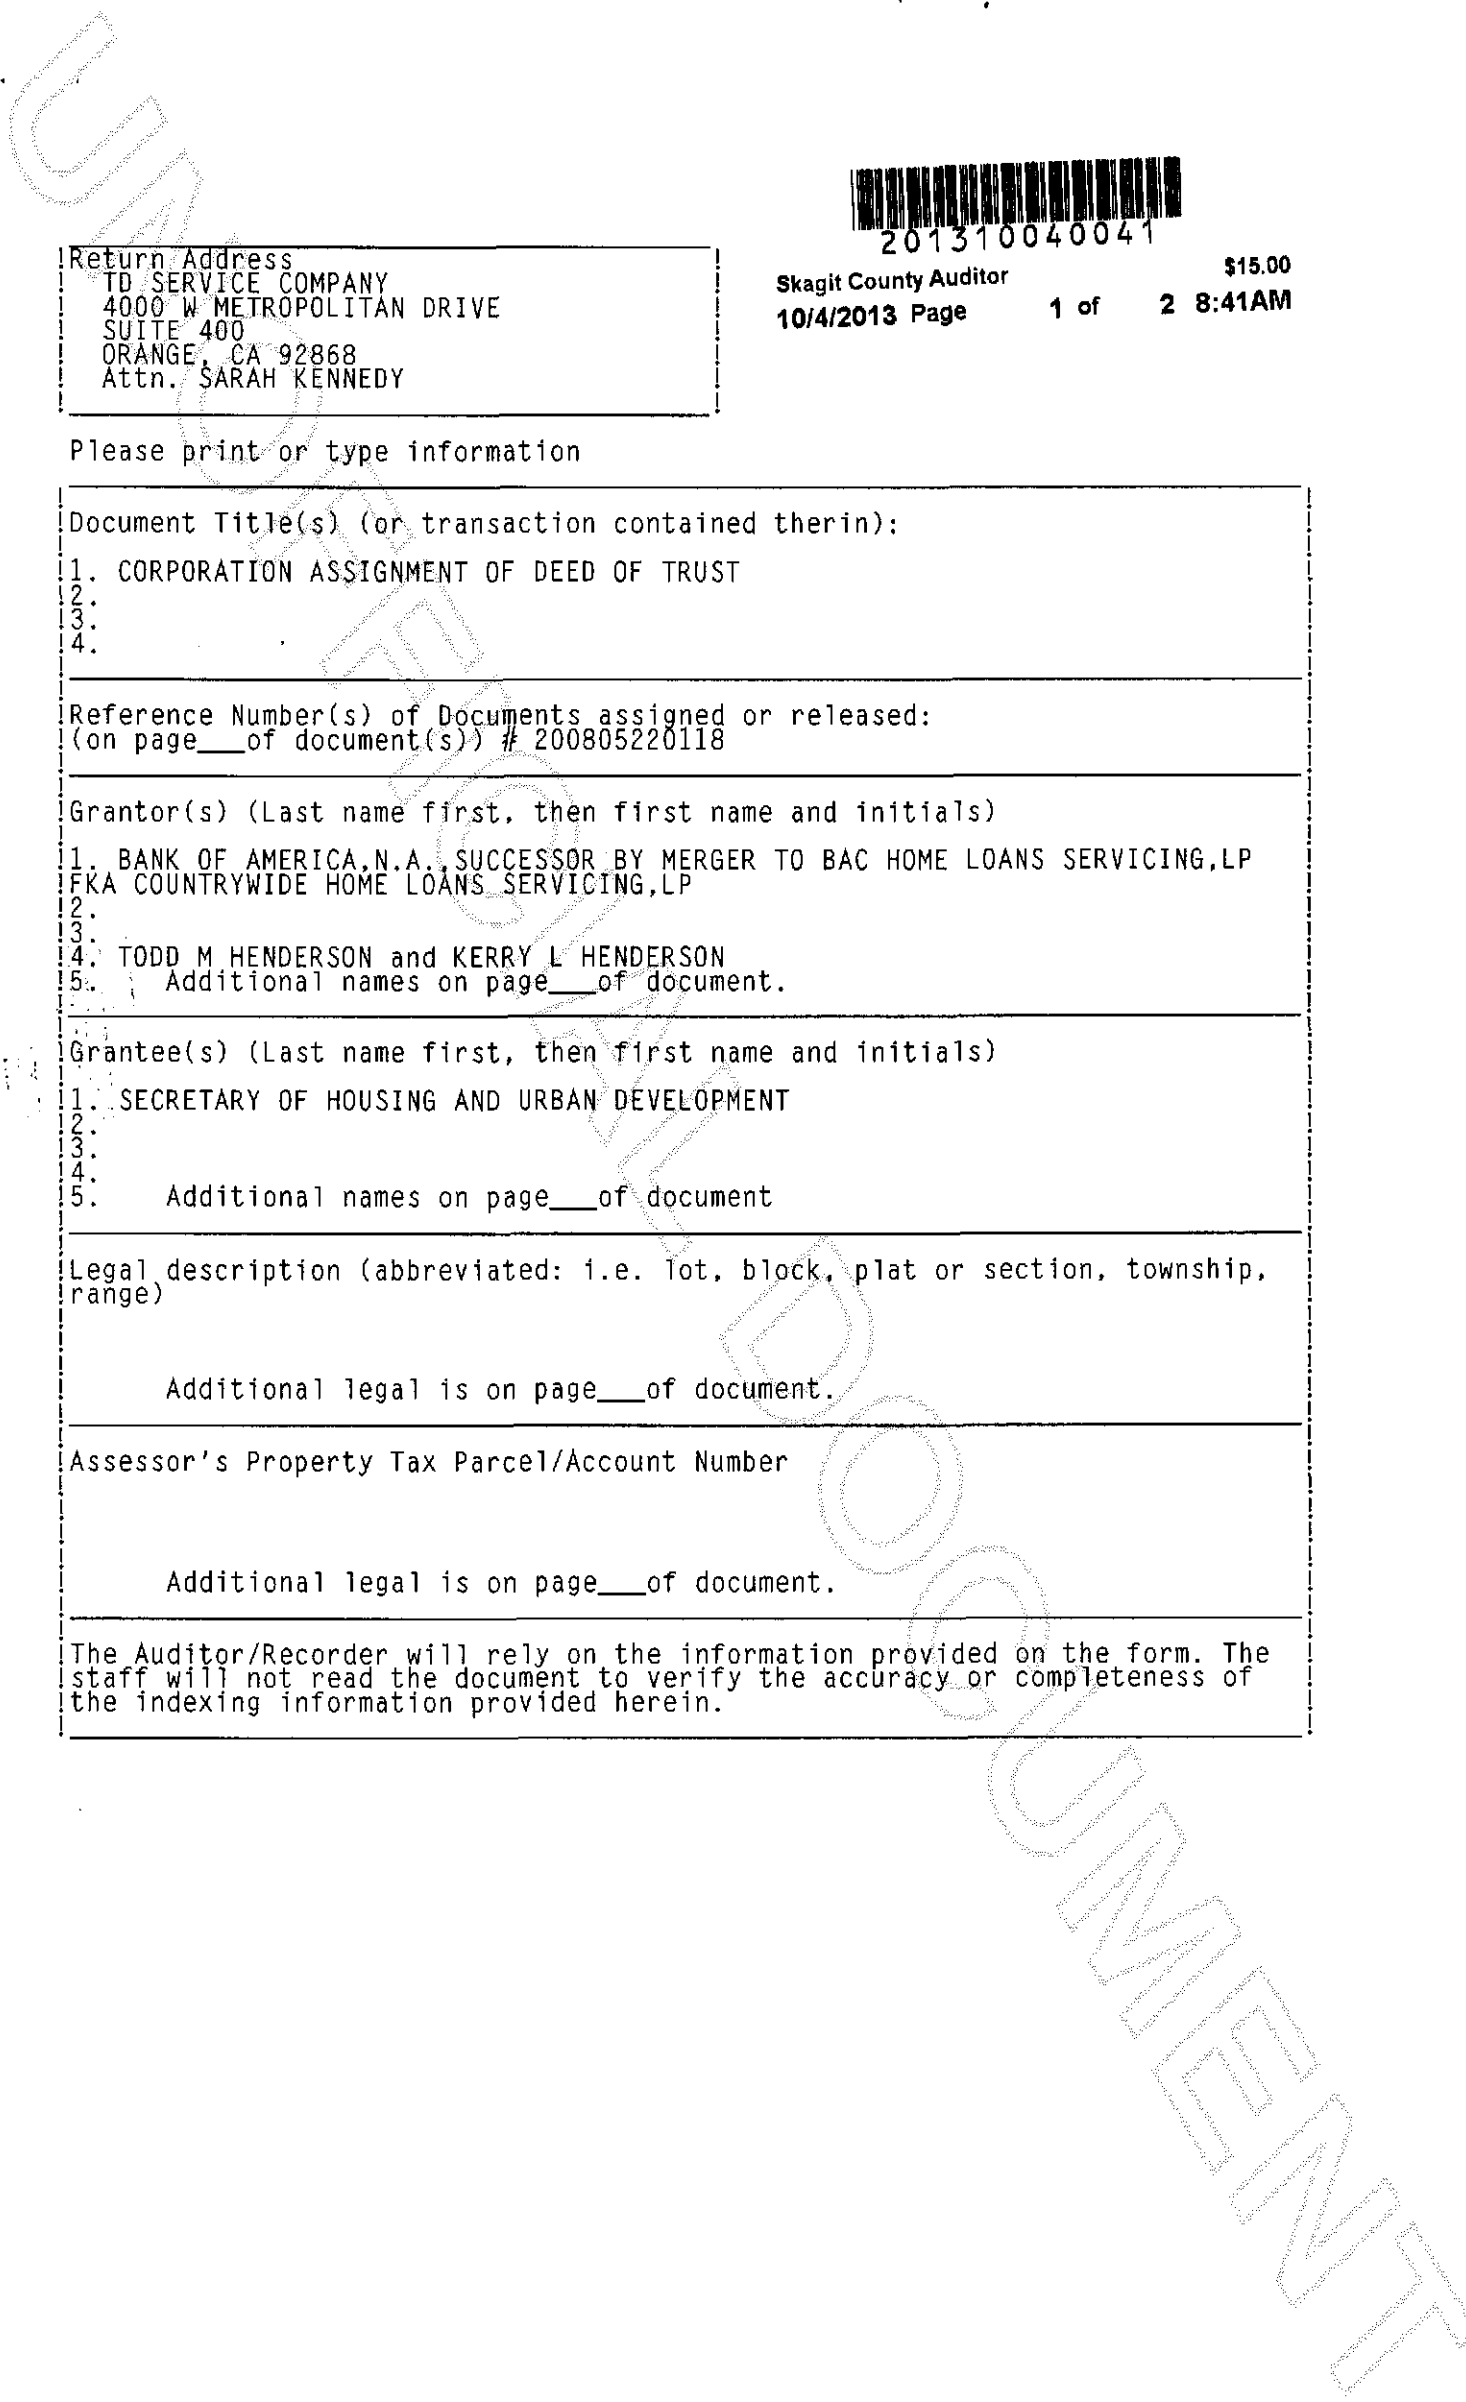 201310040041
Skagit County Auditor $15.00
10/4/2013 Page 1 of 2 8:41AM
Return Address
TD SERVICE COMPANY
4000 W METROPOLITAN DRIVE
SUITE 400
ORANGE, CA 92868
Attn. SARAH KENNEDY
Please print or type information
Document Title(s) (or transaction contained therin):
1. CORPORATION ASSIGNMENT OF DEED OF TRUST
2.
3.
4.
Reference Number(s) of Documents assigned or released:
(on page___of document(s)) # 200805220118
Grantor(s) (Last name first, then first name and initials)
1. BANK OF AMERICA,N.A.,SUCCESSOR BY MERGER TO BAC HOME LOANS SERVICING,LP
FKA COUNTRYWIDE HOME LOANS SERVICING,LP
2.
3.
4. TODD M HENDERSON and KERRY L HENDERSON
5. Additional names on page___of document.
Grantee(s) (Last name first, then first name and initials)
1. SECRETARY OF HOUSING AND URBAN DEVELOPMENT
2.
3.
4.
5. Additional names on page___of document
Legal description (abbreviated: i.e. lot, block, plat or section, township,
range)
Additional legal is on page___of document.
Assessor's Property Tax Parcel/Account Number
Additional legal is on page___of document.
The Auditor/Recorder will rely on the information provided on the form. The
staff will not read the document to verify the accuracy or completeness of
the indexing information provided herein.
UNOFFICIAL DOCUMENT